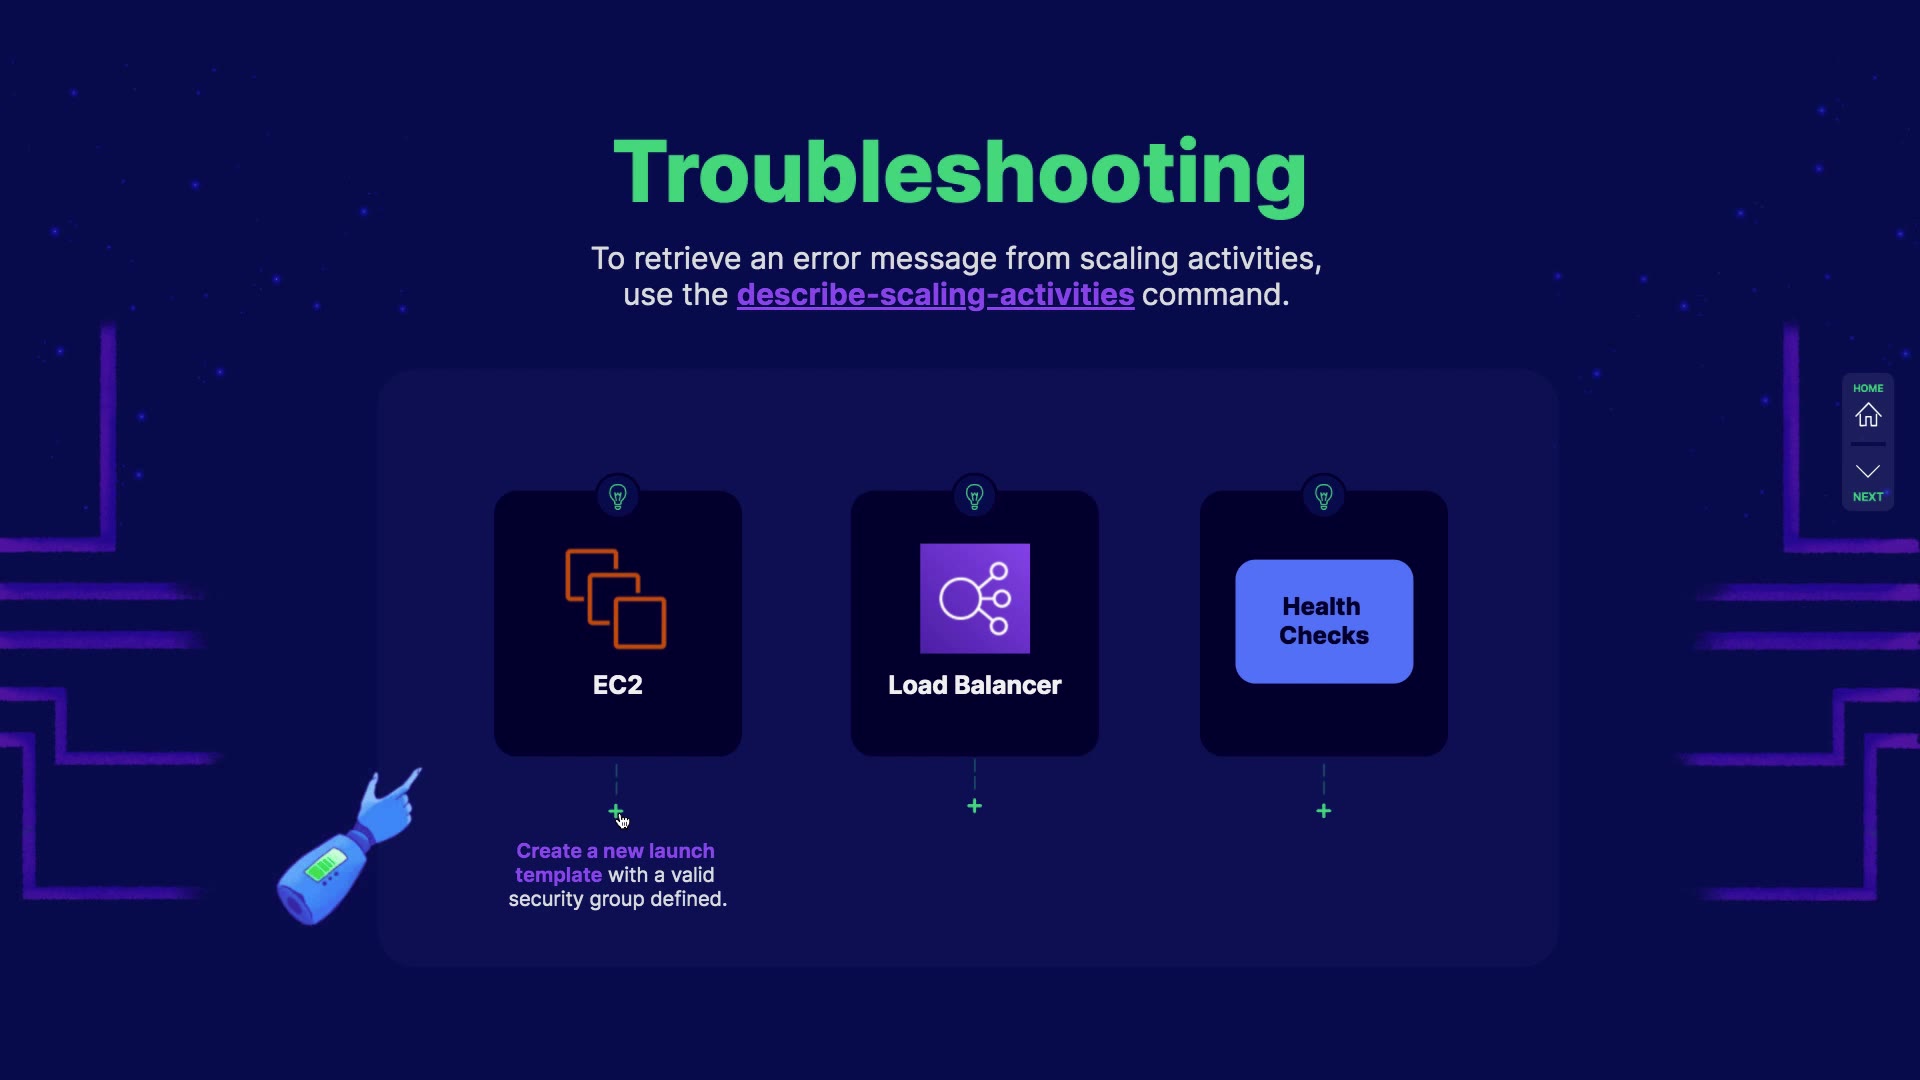 Troubleshooting
To retrieve an error message from scaling activities,
use the describe-scaling-activities command.
HOME
NEXT
EC2
Load Balancer
Health
Checks
+
+
+
Create a new launch
template with a valid
security group defined.